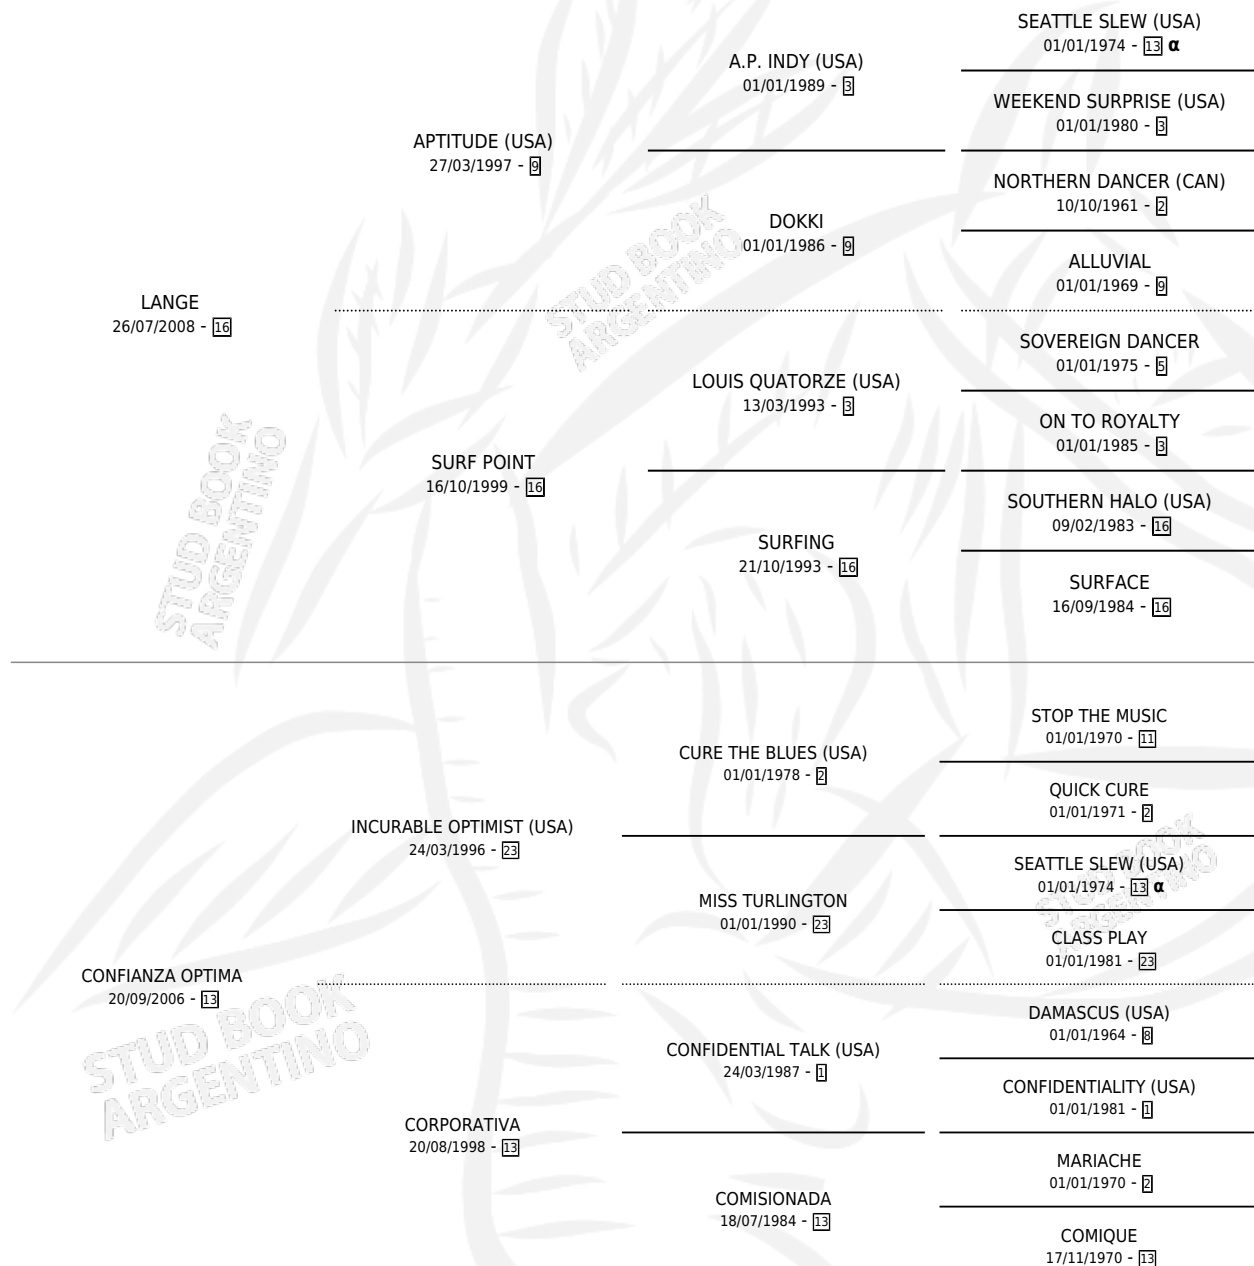 SEATTLE SLEW (USA)
01/01/1974 - 13 α
A.P. INDY (USA)
01/01/1989 - 3
WEEKEND SURPRISE (USA)
01/01/1980 - 3
APTITUDE (USA)
27/03/1997 - 9
NORTHERN DANCER (CAN)
10/10/1961 - 2
DOKKI
01/01/1986 - 9
ALLUVIAL
01/01/1969 - 9
LANGE
26/07/2008 - 16
SOVEREIGN DANCER
01/01/1975 - 5
LOUIS QUATORZE (USA)
13/03/1993 - 3
ON TO ROYALTY
01/01/1985 - 3
SURF POINT
16/10/1999 - 16
SOUTHERN HALO (USA)
09/02/1983 - 16
SURFING
21/10/1993 - 16
SURFACE
16/09/1984 - 16
STOP THE MUSIC
01/01/1970 - 11
CURE THE BLUES (USA)
01/01/1978 - 2
QUICK CURE
01/01/1971 - 2
INCURABLE OPTIMIST (USA)
24/03/1996 - 23
SEATTLE SLEW (USA)
01/01/1974 - 13 α
MISS TURLINGTON
01/01/1990 - 23
CLASS PLAY
01/01/1981 - 23
CONFIANZA OPTIMA
20/09/2006 - 13
DAMASCUS (USA)
01/01/1964 - 8
CONFIDENTIAL TALK (USA)
24/03/1987 - 1
CONFIDENTIALITY (USA)
01/01/1981 - 1
CORPORATIVA
20/08/1998 - 13
MARIACHE
01/01/1970 - 2
COMISIONADA
18/07/1984 - 13
COMIQUE
17/11/1970 - 13
STUD BOOK
ARGENTINO
STUD BOOK
ARGENTINO
STUD BOOK
ARGENTINO
STUD BOOK
ARGENTINO